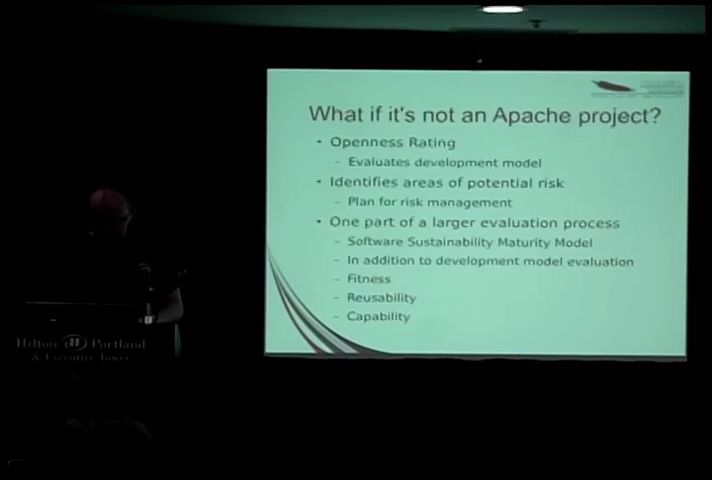 What if it's not an Apache project?
- Openness Rating
– Evaluates development model
- Identifies areas of potential risk
– Plan for risk management
- One part of a larger evaluation process
– Software Sustainability Maturity Model
– In addition to development model evaluation
– Fitness
– Reusability
– Capability
Hilton Portland
& Executive Tower